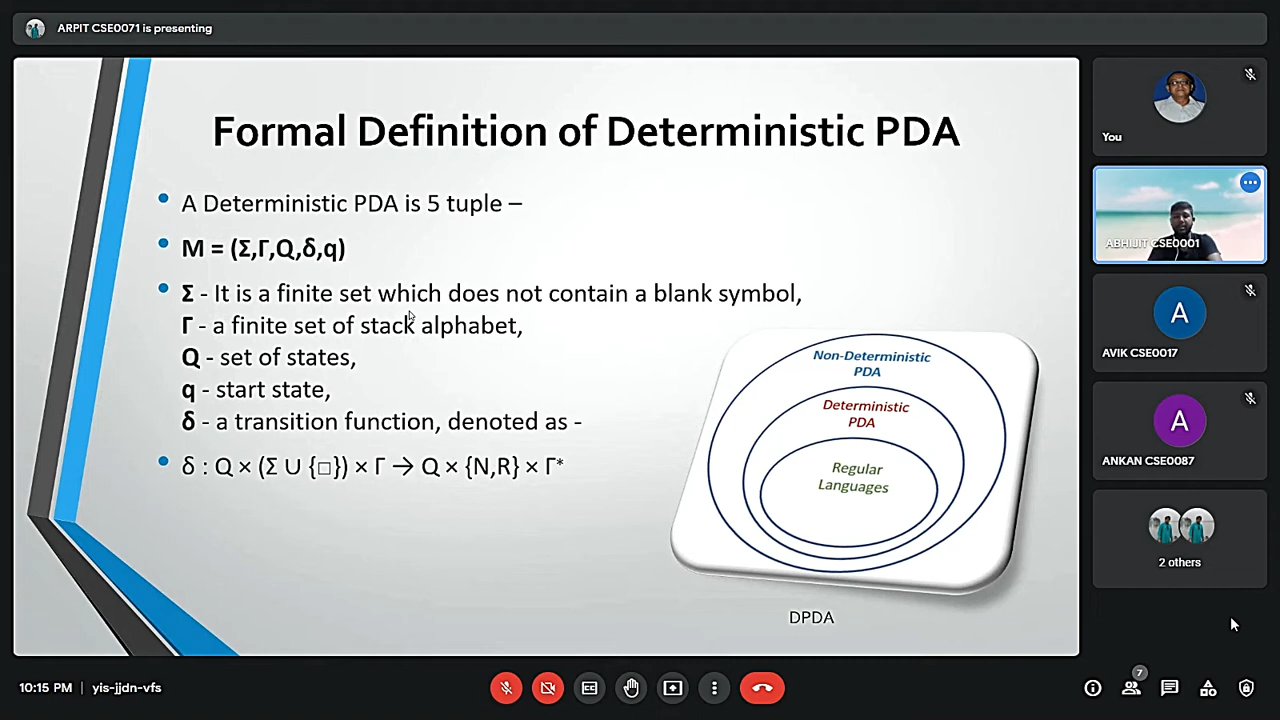 ARPIT CSE0071 is presenting
Formal Definition of Deterministic PDA
• A Deterministic PDA is 5 tuple –
• M = (Σ,Γ,Q,δ,q)
• Σ - It is a finite set which does not contain a blank symbol,
Γ - a finite set of stack alphabet,
Q - set of states,
q - start state,
δ - a transition function, denoted as -
• δ : Q × (Σ ∪ {□}) × Γ → Q × {N,R} × Γ*
Non-Deterministic
PDA
Deterministic
PDA
Regular
Languages
DPDA
You
ABHIJIT CSE0001
A
AVIK CSE0017
A
ANKAN CSE0087
2 others
10:15 PM | yis-jjdn-vfs
7